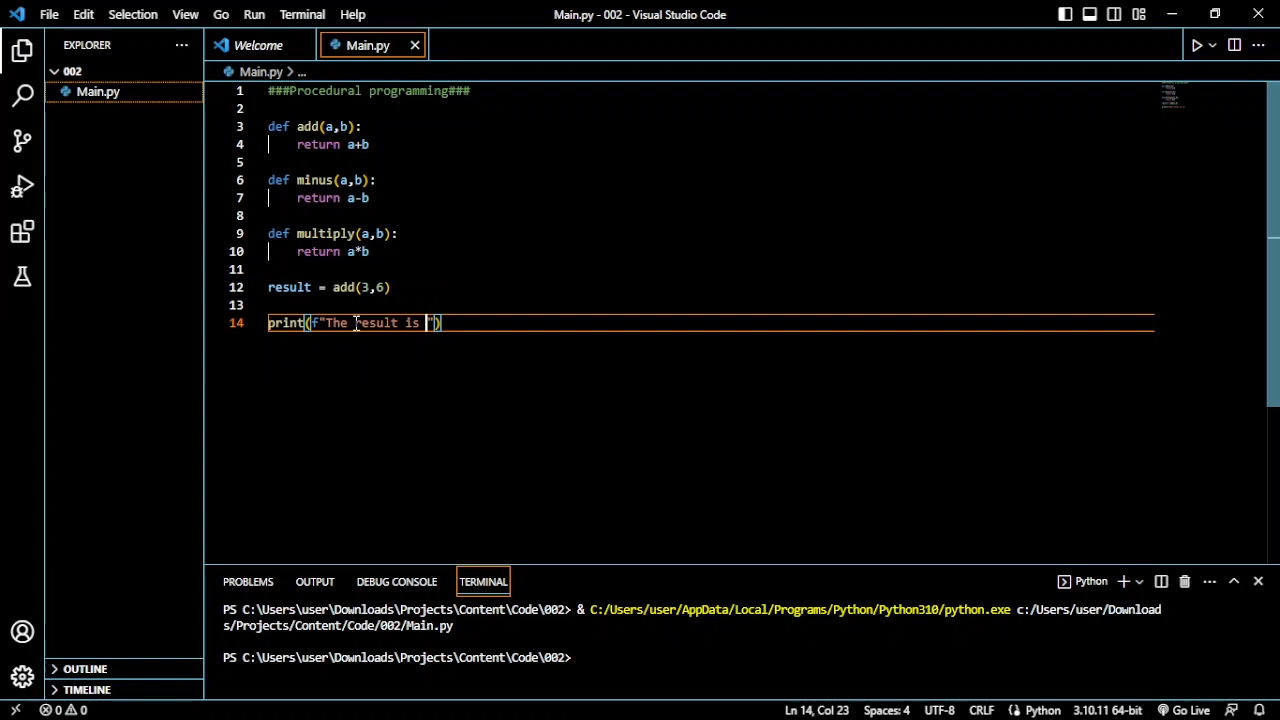 File Edit Selection View Go Run Terminal Help Main.py - 002 - Visual Studio Code
EXPLORER
002
Main.py
OUTLINE
TIMELINE
Welcome Main.py
Main.py > ...
1 ###Procedural programming###
2
3 def add(a,b):
4     return a+b
5
6 def minus(a,b):
7     return a-b
8
9 def multiply(a,b):
10     return a*b
11
12 result = add(3,6)
13
14 print(f"The result is ")
PROBLEMS OUTPUT DEBUG CONSOLE TERMINAL Python
PS C:\Users\user\Downloads\Projects\Content\Code\002> & C:/Users/user/AppData/Local/Programs/Python/Python310/python.exe c:/Users/user/Download
s/Projects/Content/Code/002/Main.py
PS C:\Users\user\Downloads\Projects\Content\Code\002>
0 0 Ln 14, Col 23 Spaces: 4 UTF-8 CRLF Python 3.10.11 64-bit Go Live